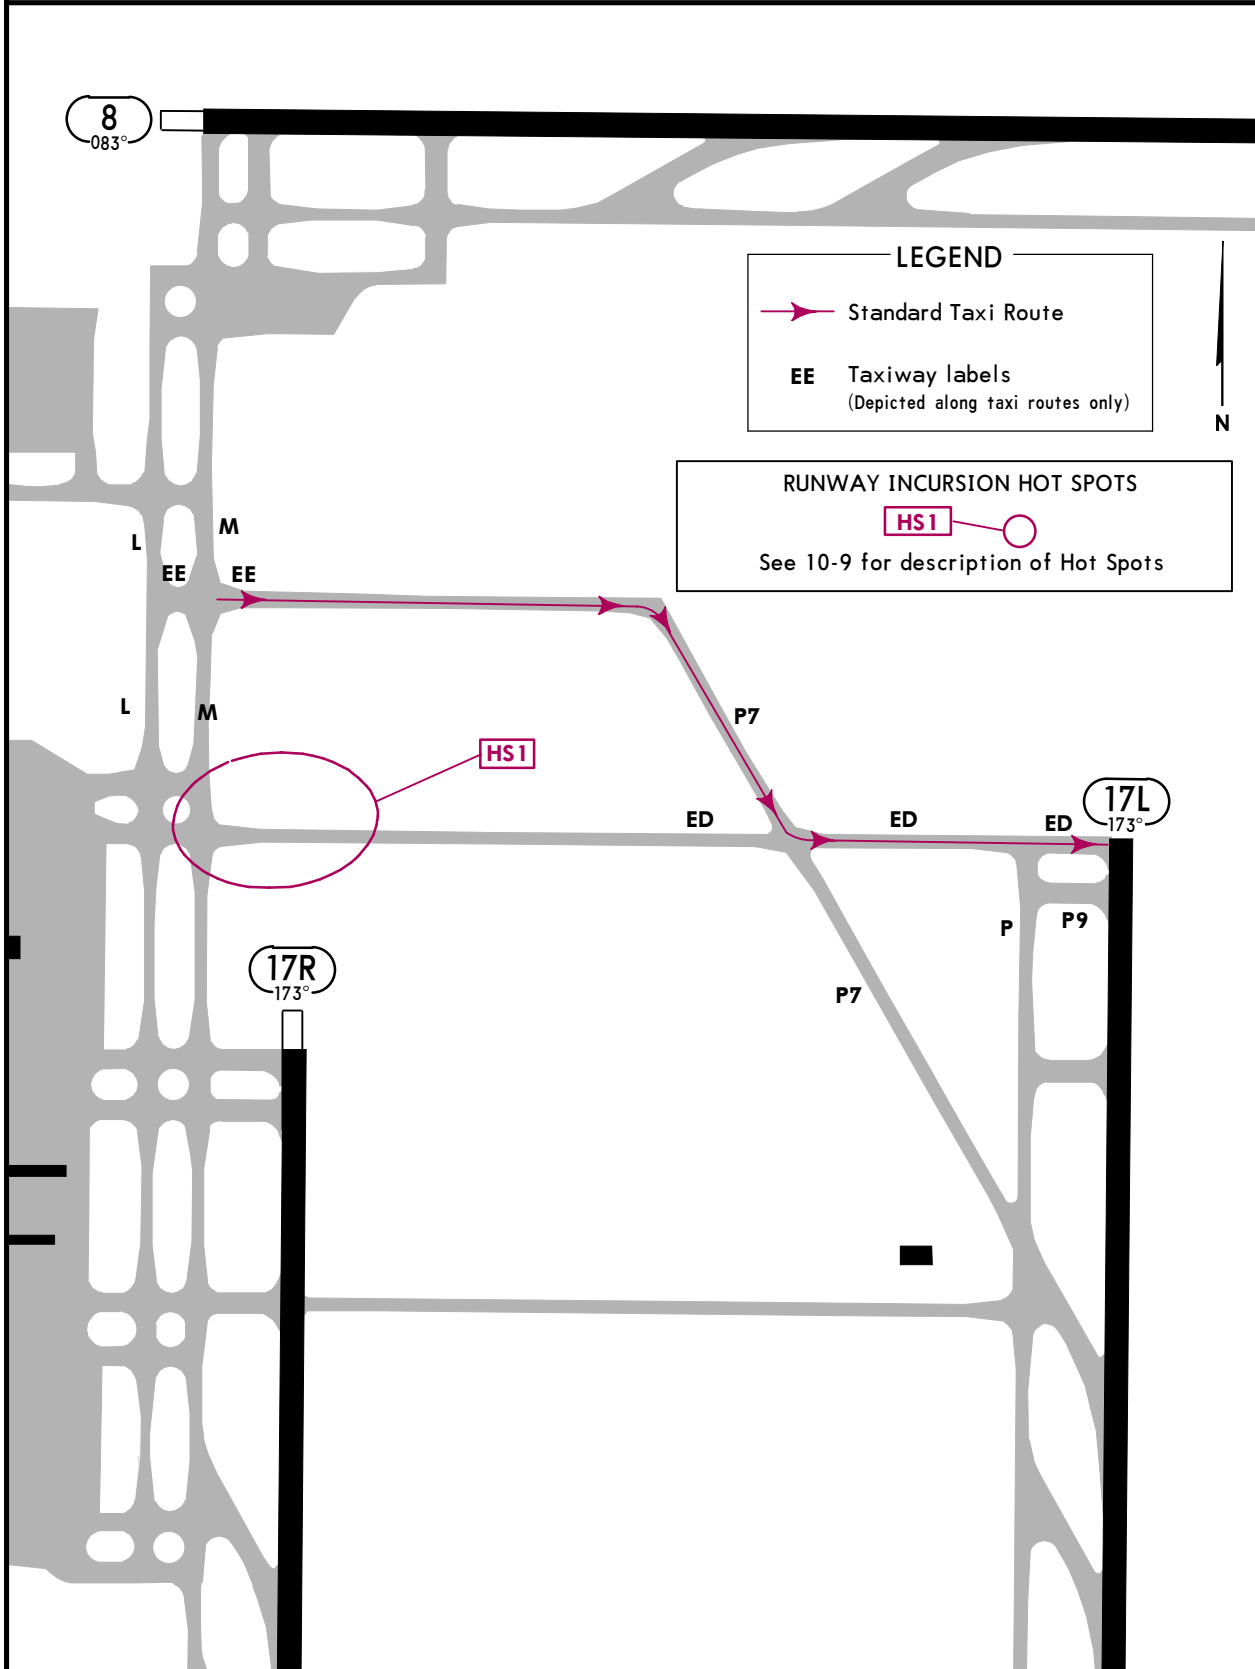 8
083°
LEGEND
Standard Taxi Route
EE Taxiway labels
(Depicted along taxi routes only)
N
RUNWAY INCURSION HOT SPOTS
HS1
See 10-9 for description of Hot Spots
L
M
EE
EE
L
M
P7
HS1
ED
ED
ED
17L
173°
P
P9
17R
173°
P7